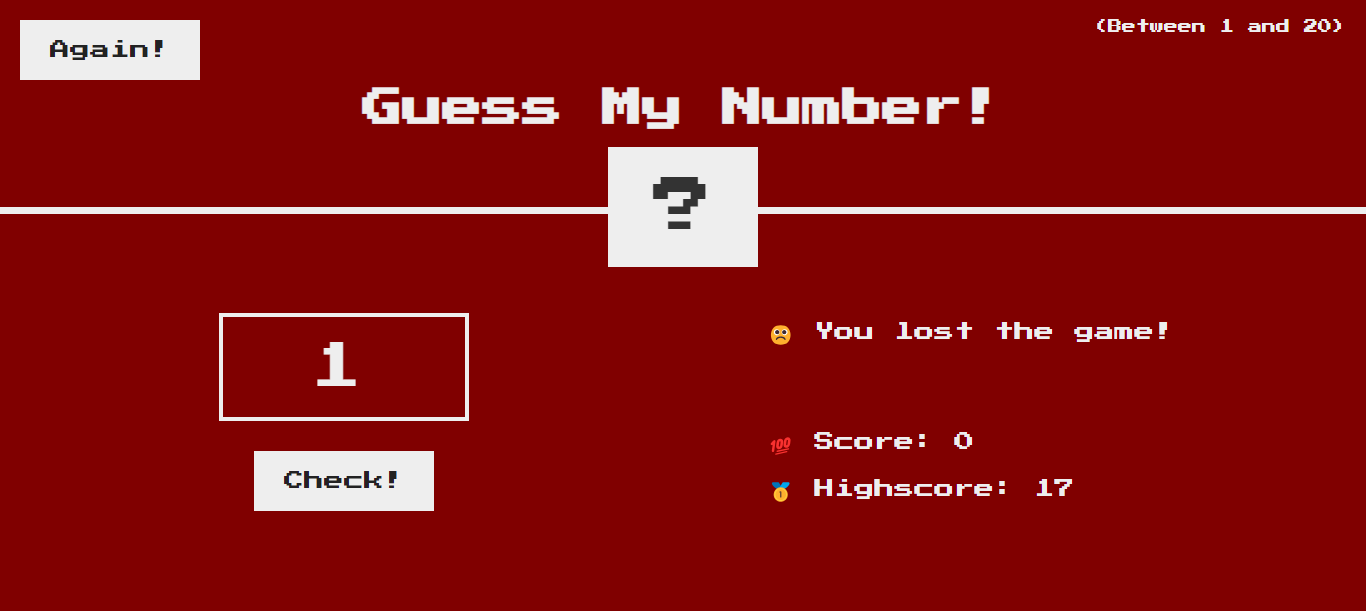 Again!
(Between 1 and 20)
Guess My Number!
?
1
Check!
☹️ You lost the game!
💯 Score: 0
🥇 Highscore: 17